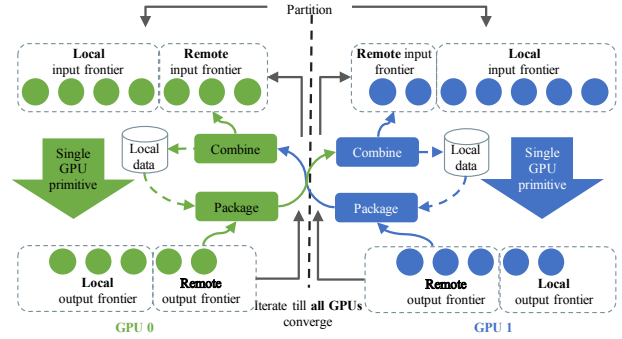 Partition
Local
input frontier
Remote
input frontier
Remote input
frontier
Local
input frontier
Single
GPU
primitive
Local
data
Combine
Package
Combine
Package
Local
data
Single
GPU
primitive
Local
output frontier
Remote
output frontier
Remote
output frontier
Local
output frontier
Iterate till all GPUs
converge
GPU 0
GPU 1